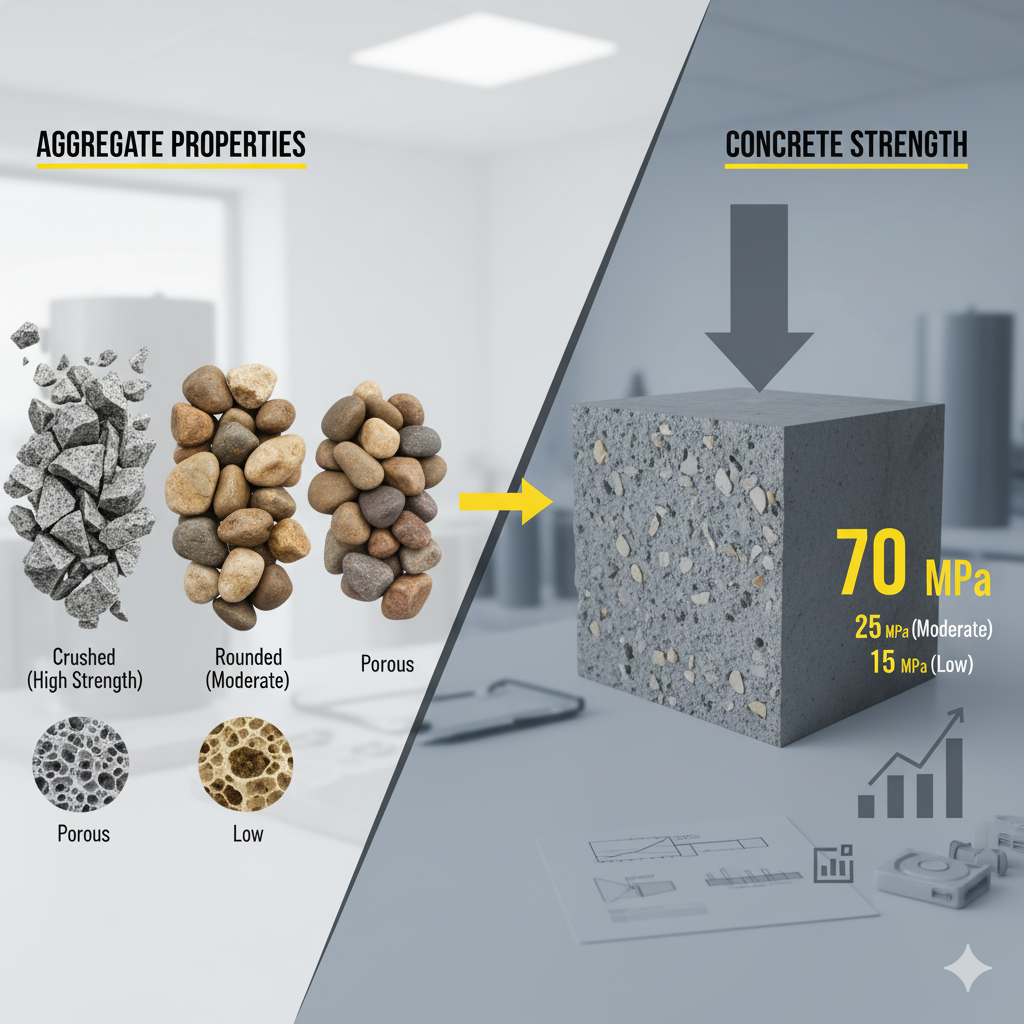 AGGREGATE PROPERTIES
CONCRETE STRENGTH
Crushed
(High Strength)
Rounded
(Moderate)
Porous
Porous
Low
70 MPa
25 MPa (Moderate)
15 MPa (Low)